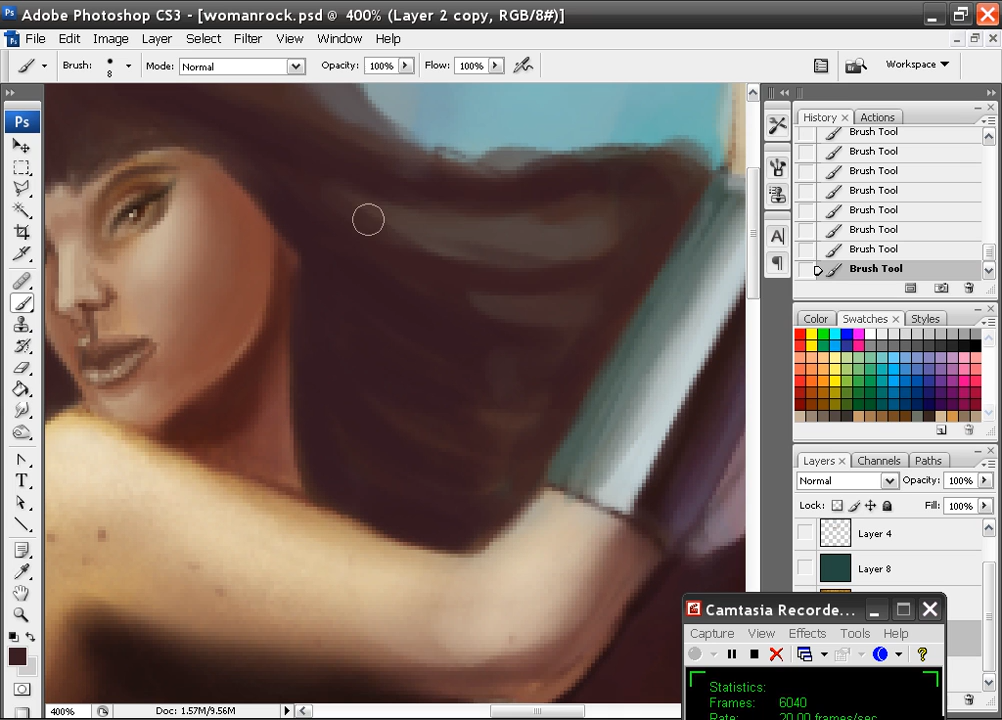 Ps Adobe Photoshop CS3 - [womanrock.psd @ 400% (Layer 2 copy, RGB/8#)]
File Edit Image Layer Select Filter View Window Help
Brush: 8 Mode: Normal Opacity: 100% Flow: 100% Workspace
Ps
History Actions
Brush Tool
Brush Tool
Brush Tool
Brush Tool
Brush Tool
Brush Tool
Brush Tool
Brush Tool
Color Swatches Styles
Layers Channels Paths
Normal Opacity: 100%
Lock: Fill: 100%
Layer 4
Layer 8
Camtasia Recorde...
Capture View Effects Tools Help
Statistics:
Frames: 6040
Rate: 20.00 frames/sec
400% Doc: 1.57M/9.56M